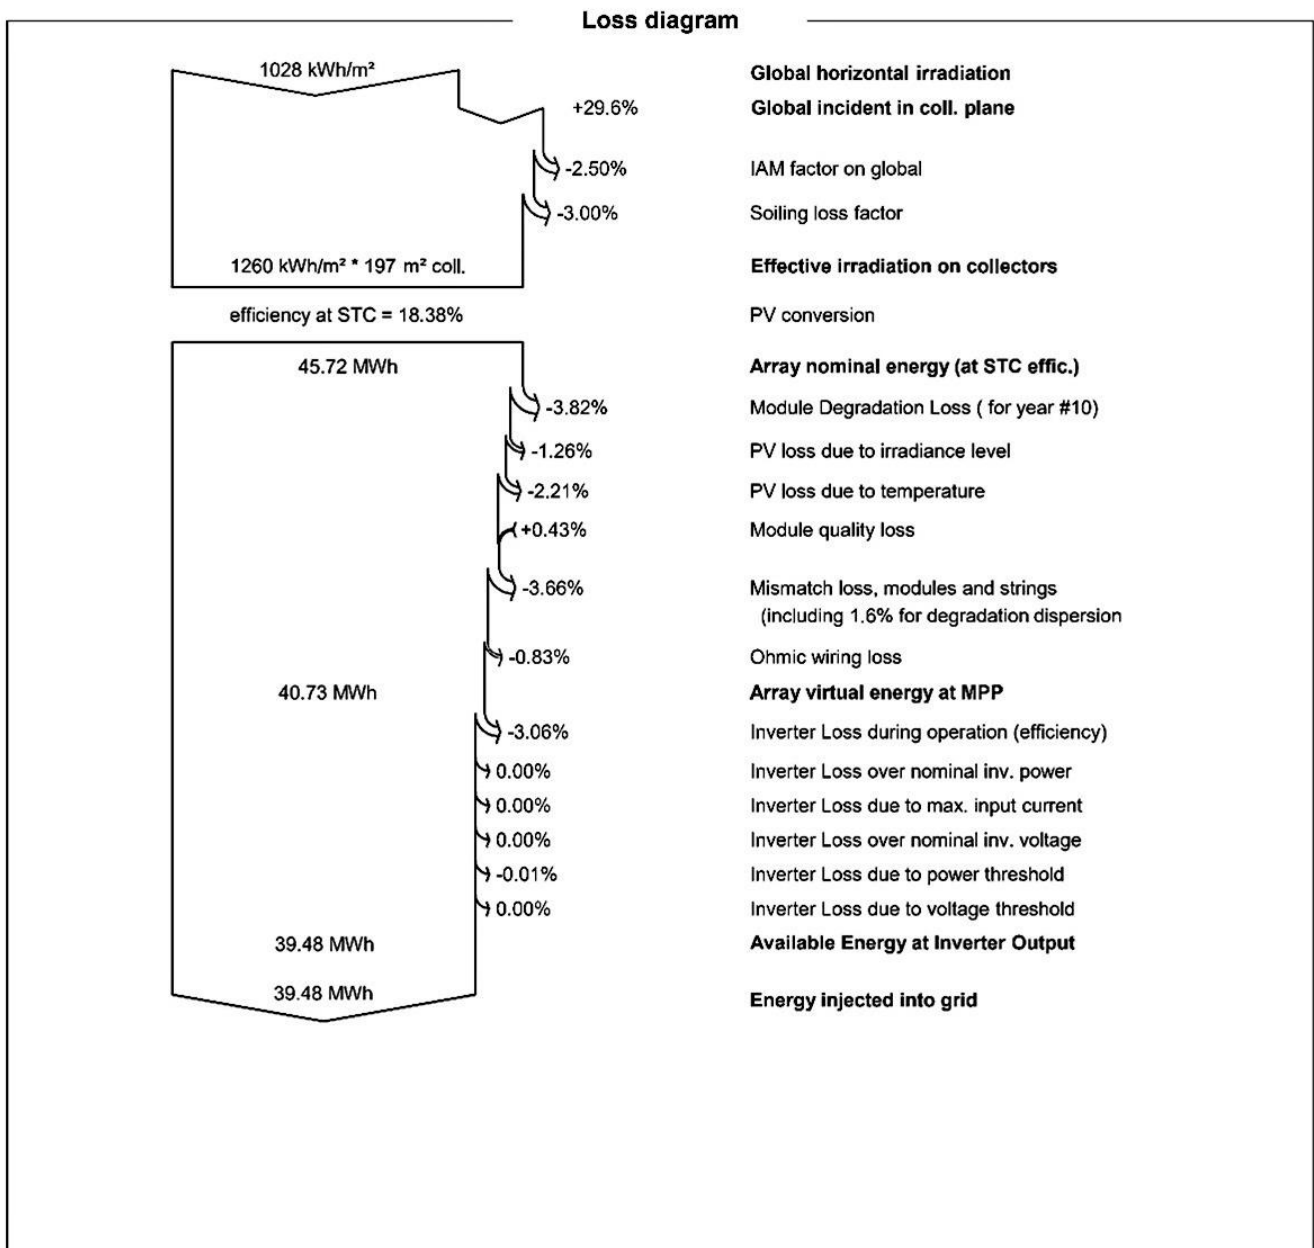 Loss diagram
1028 kWh/m² Global horizontal irradiation
+29.6% Global incident in coll. plane
-2.50% IAM factor on global
-3.00% Soiling loss factor
1260 kWh/m² * 197 m² coll. Effective irradiation on collectors
efficiency at STC = 18.38% PV conversion
45.72 MWh Array nominal energy (at STC effic.)
-3.82% Module Degradation Loss ( for year #10)
-1.26% PV loss due to irradiance level
-2.21% PV loss due to temperature
+0.43% Module quality loss
-3.66% Mismatch loss, modules and strings
(including 1.6% for degradation dispersion
-0.83% Ohmic wiring loss
40.73 MWh Array virtual energy at MPP
-3.06% Inverter Loss during operation (efficiency)
0.00% Inverter Loss over nominal inv. power
0.00% Inverter Loss due to max. input current
0.00% Inverter Loss over nominal inv. voltage
-0.01% Inverter Loss due to power threshold
0.00% Inverter Loss due to voltage threshold
39.48 MWh Available Energy at Inverter Output
39.48 MWh Energy injected into grid